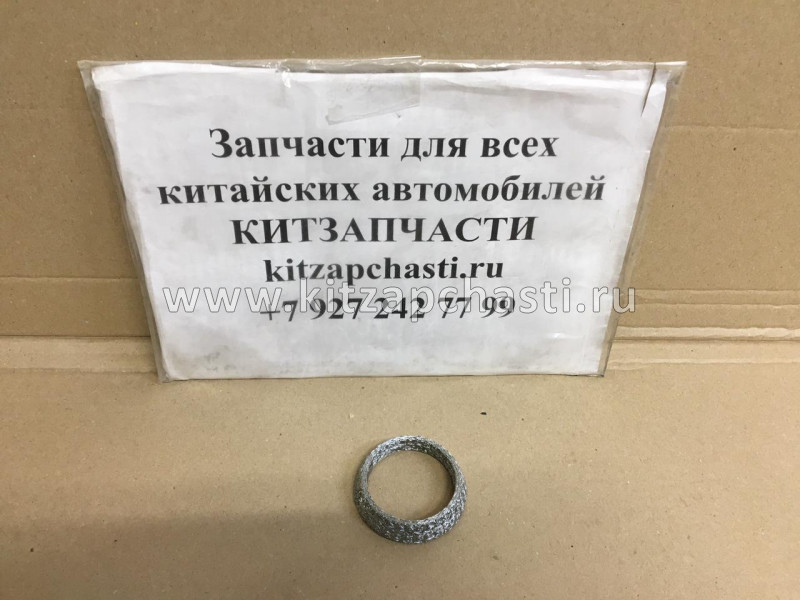 Запчасти для всех
китайских автомобилей
КИТЗАПЧАСТИ
kitzapchasti.ru
www.kitzapchasti.ru
+7 927 242 77 99